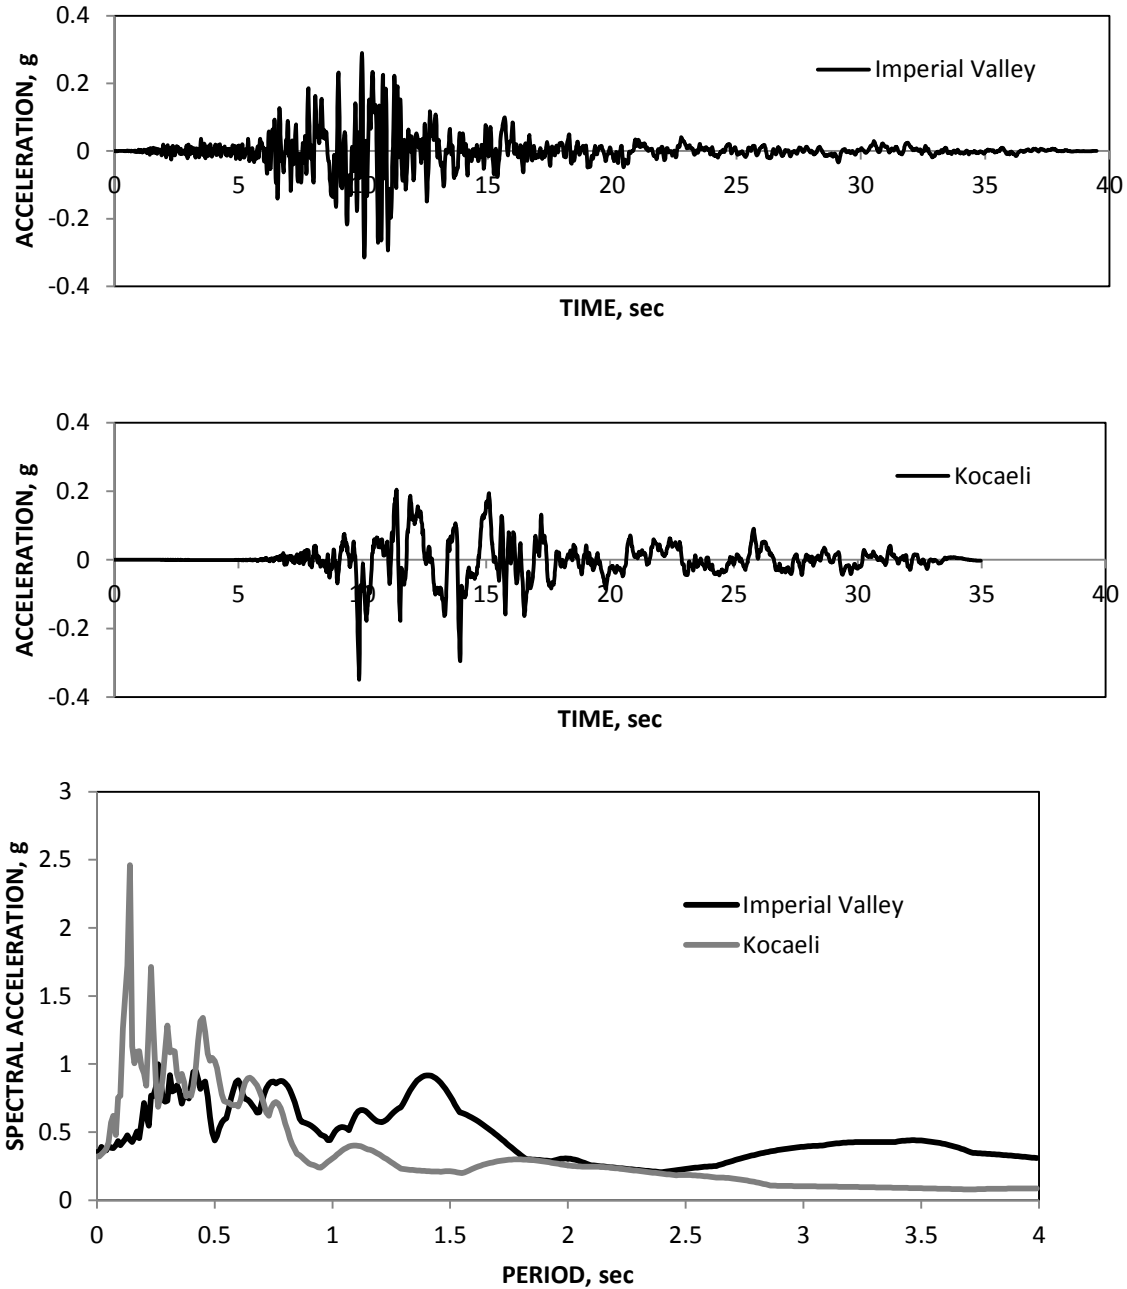 0.4
0.2
0
-0.2
-0.4
ACCELERATION, g
Imperial Valley
0 5 10 15 20 25 30 35 40
TIME, sec
0.4
0.2
0
-0.2
-0.4
ACCELERATION, g
Kocaeli
0 5 10 15 20 25 30 35 40
TIME, sec
3
2.5
2
1.5
1
0.5
0
SPECTRAL ACCELERATION, g
Imperial Valley
Kocaeli
0 0.5 1 1.5 2 2.5 3 3.5 4
PERIOD, sec